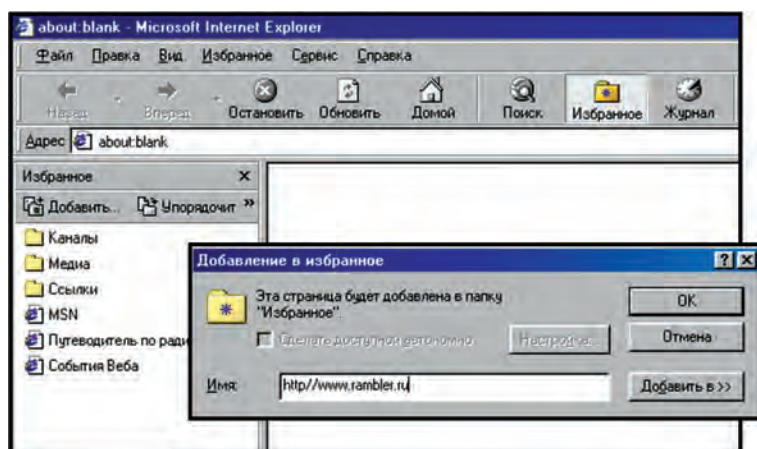 about:blank - Microsoft Internet Explorer
Файл Правка Вид Избранное Сервис Справка
Назад Вперед Остановить Обновить Домой Поиск Избранное Журнал
Адрес about:blank
Избранное
Добавить... Упорядочит »
Каналы
Медиа
Ссылки
MSN
Путеводитель по ради
События Веба
Добавление в избранное
Эта страница будет добавлена в папку
"Избранное".
Сделать доступной автономно
Настройка...
OK
Отмена
Имя: http//www.rambler.ru
Добавить в >>